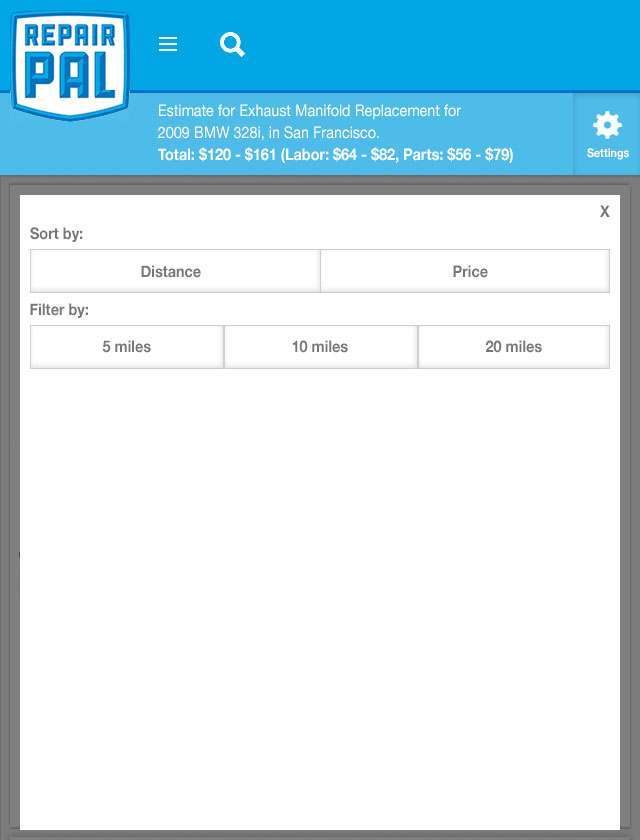 REPAIR
PAL
Estimate for Exhaust Manifold Replacement for
2009 BMW 328i, in San Francisco.
Total: $120 - $161 (Labor: $64 - $82, Parts: $56 - $79)
Settings
X
Sort by:
Distance Price
Filter by:
5 miles 10 miles 20 miles